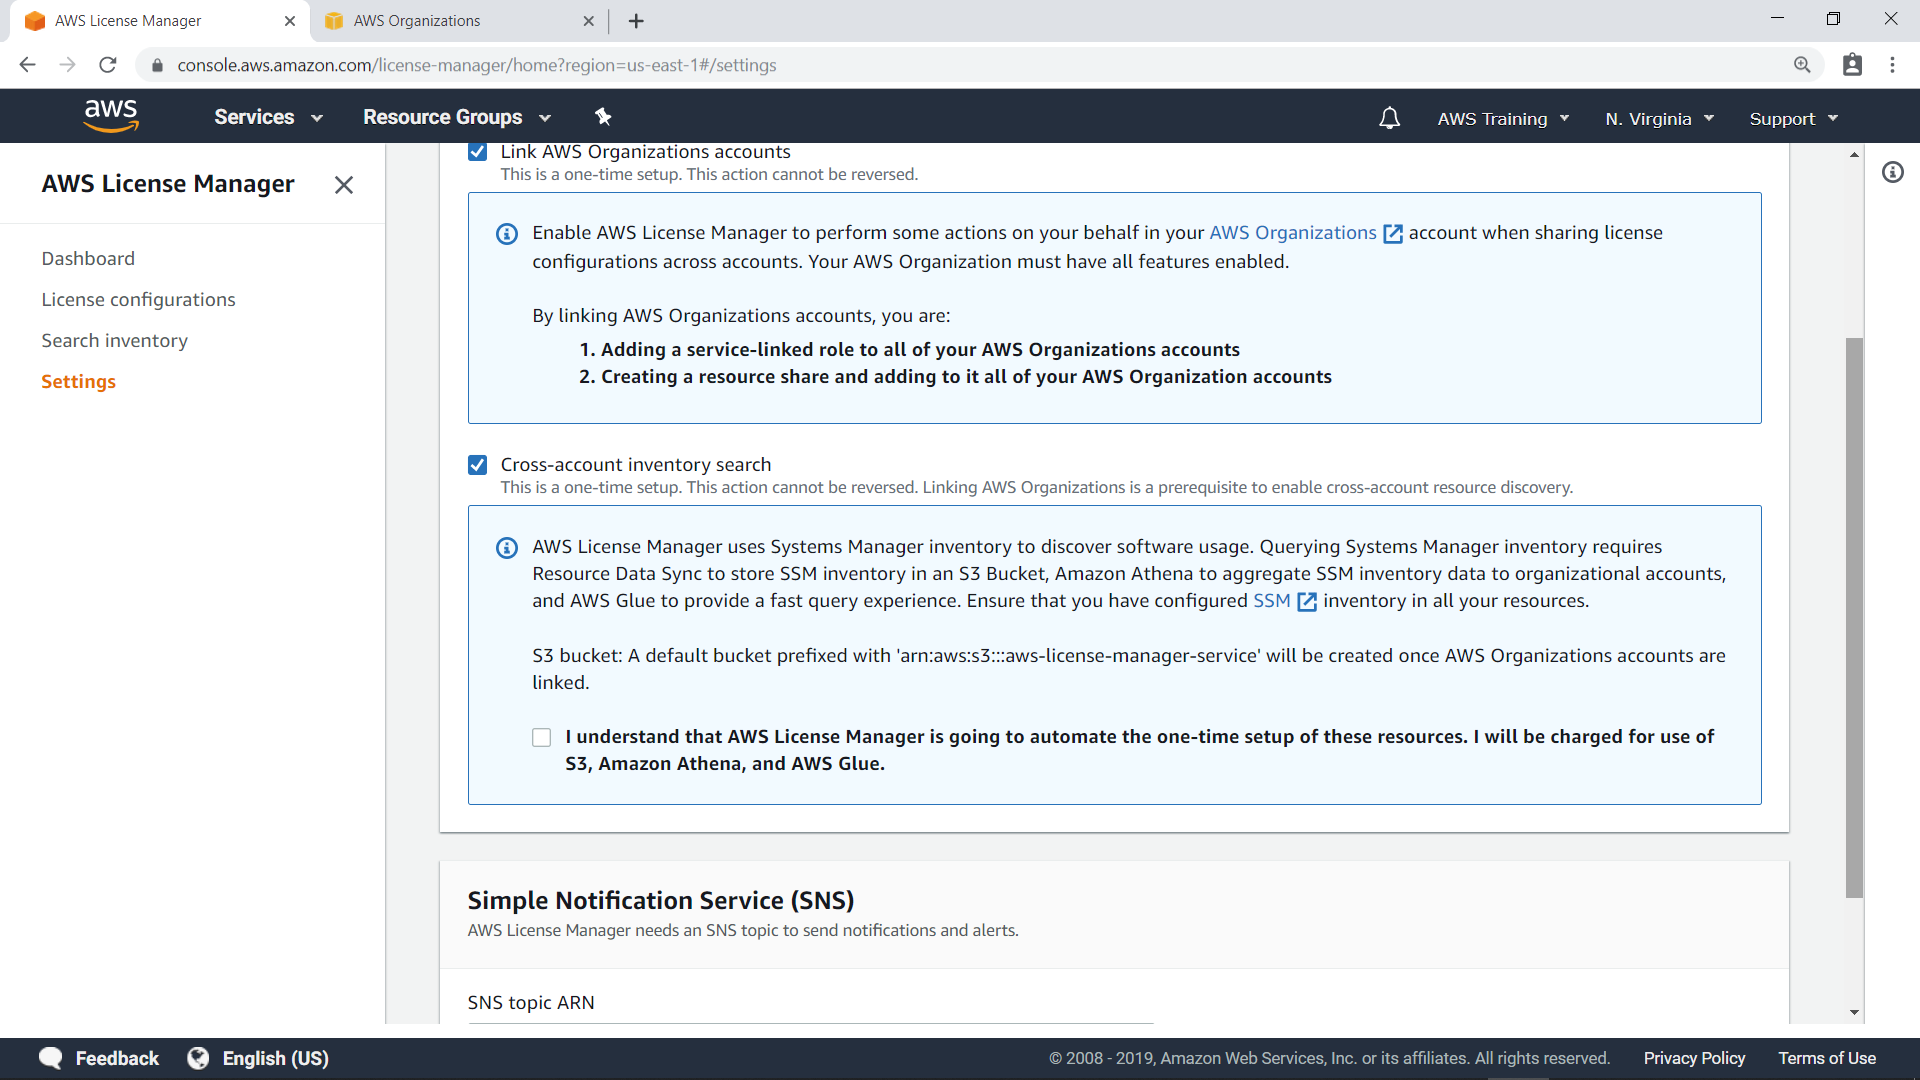 AWS License Manager
AWS Organizations
console.aws.amazon.com/license-manager/home?region=us-east-1#/settings
aws
Services
Resource Groups
AWS Training
N. Virginia
Support
AWS License Manager
Dashboard
License configurations
Search inventory
Settings
Link AWS Organizations accounts
This is a one-time setup. This action cannot be reversed.
Enable AWS License Manager to perform some actions on your behalf in your AWS Organizations account when sharing license
configurations across accounts. Your AWS Organization must have all features enabled.
By linking AWS Organizations accounts, you are:
1. Adding a service-linked role to all of your AWS Organizations accounts
2. Creating a resource share and adding to it all of your AWS Organization accounts
Cross-account inventory search
This is a one-time setup. This action cannot be reversed. Linking AWS Organizations is a prerequisite to enable cross-account resource discovery.
AWS License Manager uses Systems Manager inventory to discover software usage. Querying Systems Manager inventory requires
Resource Data Sync to store SSM inventory in an S3 Bucket, Amazon Athena to aggregate SSM inventory data to organizational accounts,
and AWS Glue to provide a fast query experience. Ensure that you have configured SSM inventory in all your resources.
S3 bucket: A default bucket prefixed with 'arn:aws:s3:::aws-license-manager-service' will be created once AWS Organizations accounts are
linked.
I understand that AWS License Manager is going to automate the one-time setup of these resources. I will be charged for use of
S3, Amazon Athena, and AWS Glue.
Simple Notification Service (SNS)
AWS License Manager needs an SNS topic to send notifications and alerts.
SNS topic ARN
Feedback
English (US)
© 2008 - 2019, Amazon Web Services, Inc. or its affiliates. All rights reserved.
Privacy Policy
Terms of Use